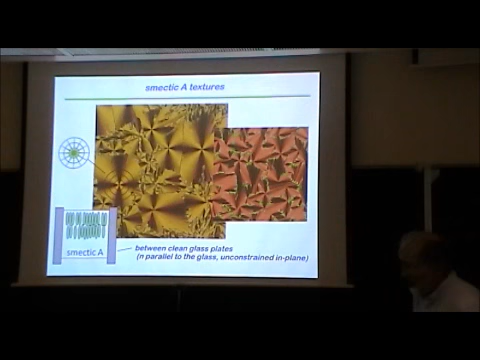 smectic A textures
smectic A
between clean glass plates
(n parallel to the glass, unconstrained in-plane)